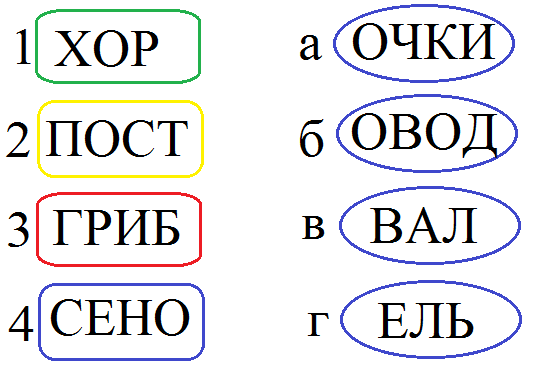 1 ХОР а ОЧКИ
2 ПОСТ б ОВОД
3 ГРИБ в ВАЛ
4 СЕНО г ЕЛЬ